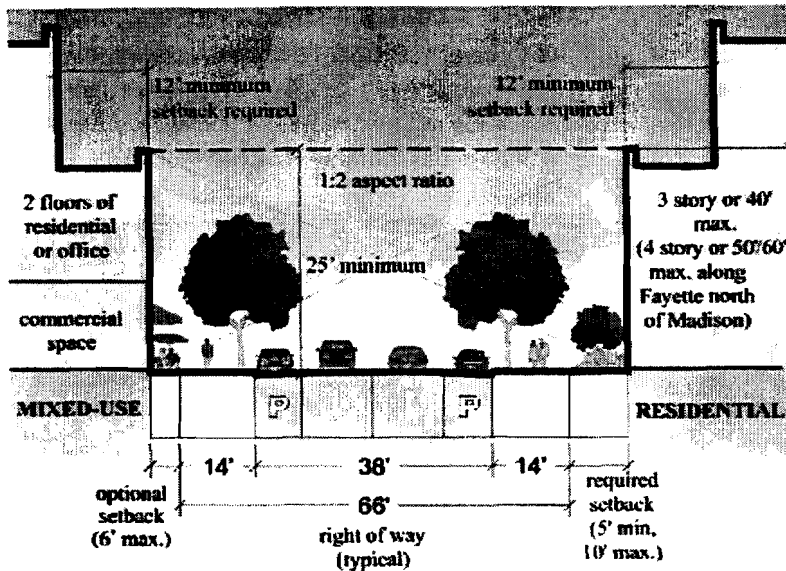 12' minimum
setback required
12' minimum
setback required
1:2 aspect ratio
2 floors of
residential
or office
25' minimum
3 story or 40'
max.
(4 story or 50'/60'
max. along
Fayette north
of Madison)
commercial
space
MIXED-USE
P
P
RESIDENTIAL
14'
38'
14'
optional
setback
(6' max.)
66'
right of way
(typical)
required
setback
(5' min,
10' max.)